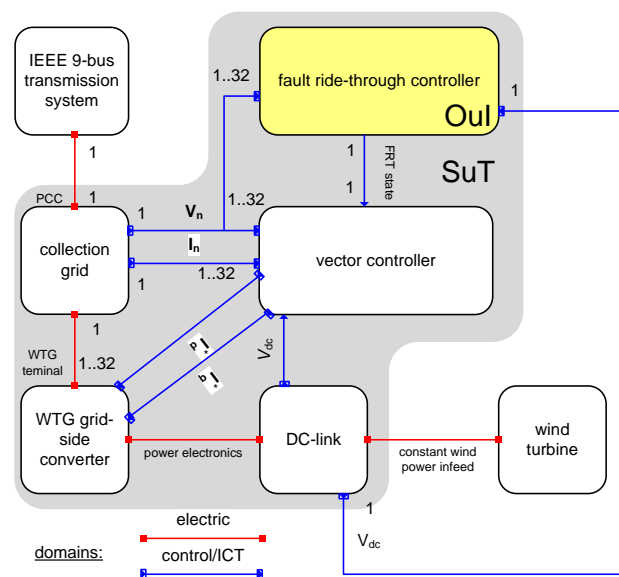 IEEE 9-bus
transmission
system
fault ride-through controller
OuI
1..32
1
1
1
1
FRT state
SuT
PCC
1
1..32
collection
grid
1
Vn
In
1
1..32
vector controller
1
WTG
teminal
1..32
I*d
I*q
Vdc
WTG grid-
side
converter
power electronics
DC-link
constant wind
power infeed
wind
turbine
1
Vdc
electric
domains:
control/ICT